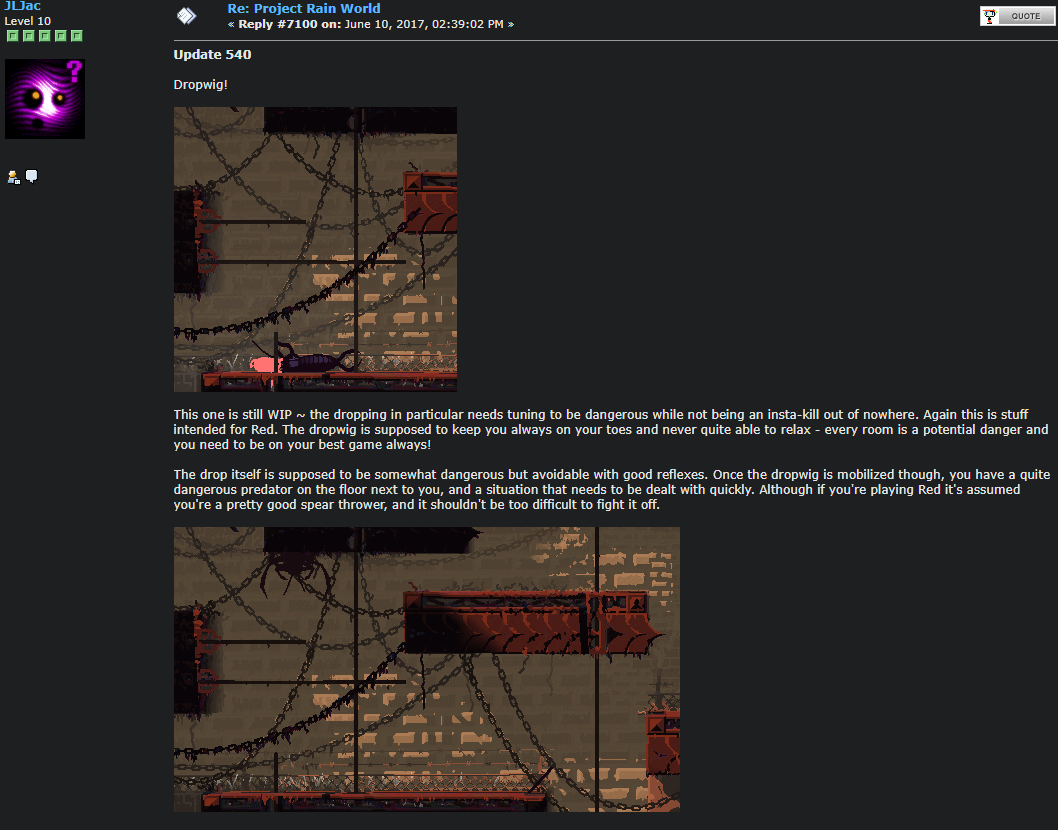 JLJac
Level 10
Re: Project Rain World
« Reply #7100 on: June 10, 2017, 02:39:02 PM »
QUOTE
Update 540
Dropwig!
This one is still WIP ~ the dropping in particular needs tuning to be dangerous while not being an insta-kill out of nowhere. Again this is stuff
intended for Red. The dropwig is supposed to keep you always on your toes and never quite able to relax - every room is a potential danger and
you need to be on your best game always!
The drop itself is supposed to be somewhat dangerous but avoidable with good reflexes. Once the dropwig is mobilized though, you have a quite
dangerous predator on the floor next to you, and a situation that needs to be dealt with quickly. Although if you're playing Red it's assumed
you're a pretty good spear thrower, and it shouldn't be too difficult to fight it off.